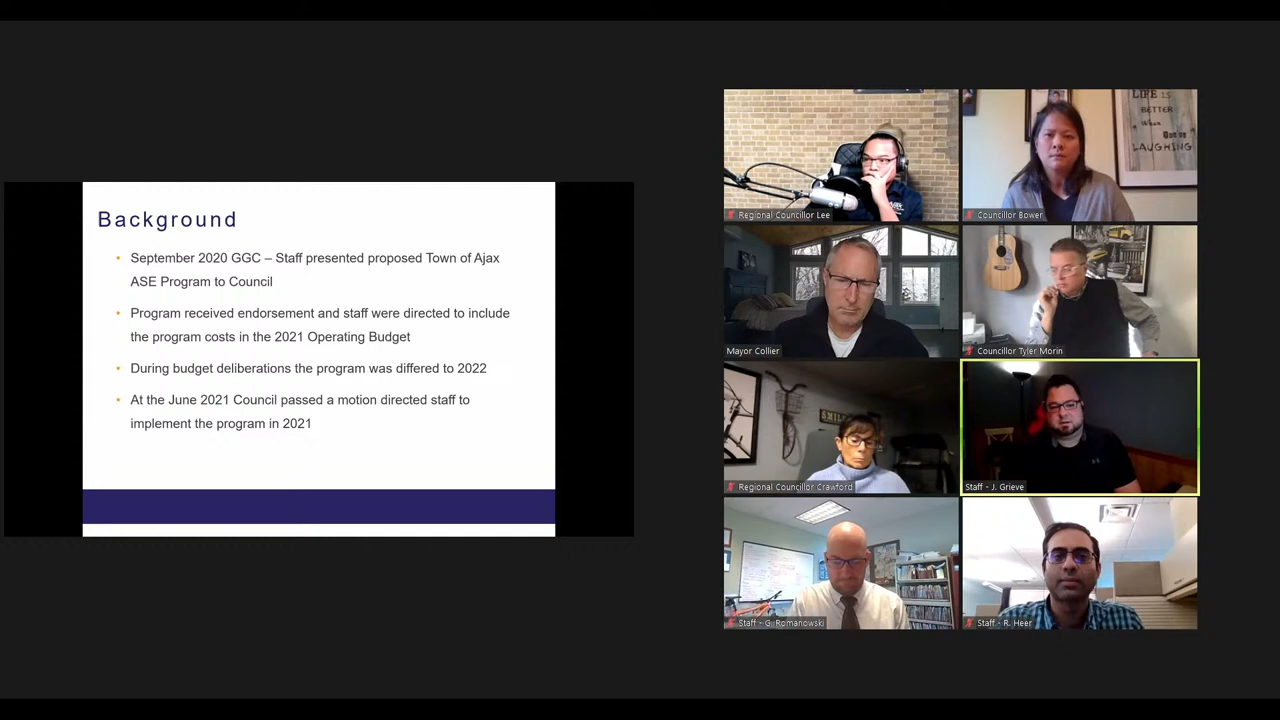 Background
September 2020 GGC – Staff presented proposed Town of Ajax
ASE Program to Council
Program received endorsement and staff were directed to include
the program costs in the 2021 Operating Budget
During budget deliberations the program was differed to 2022
At the June 2021 Council passed a motion directed staff to
implement the program in 2021
Regional Councillor Lee
LIFE is
BETTER
When
LAUGHING
Councillor Bower
Mayor Collier
Councillor Tyler Morin
Regional Councillor Crawford
Staff - J. Grieve
Staff - G. Romanowski
Staff - R. Heer